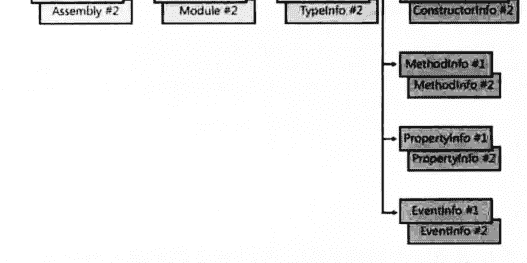 Assembly #2
Module #2
TypeInfo #2
ConstructorInfo #2
MethodInfo #1
MethodInfo #2
PropertyInfo #1
PropertyInfo #2
EventInfo #1
EventInfo #2